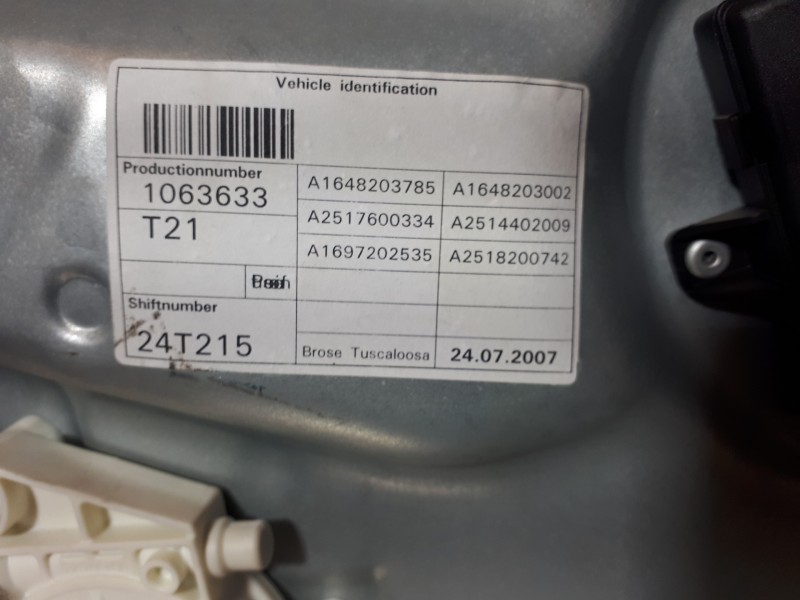 Vehicle identification
Productionnumber
1063633
A1648203785 A1648203002
T21
A2517600334 A2514402009
A1697202535 A2518200742
Shiftnumber
24T215
Brose Tuscaloosa 24.07.2007